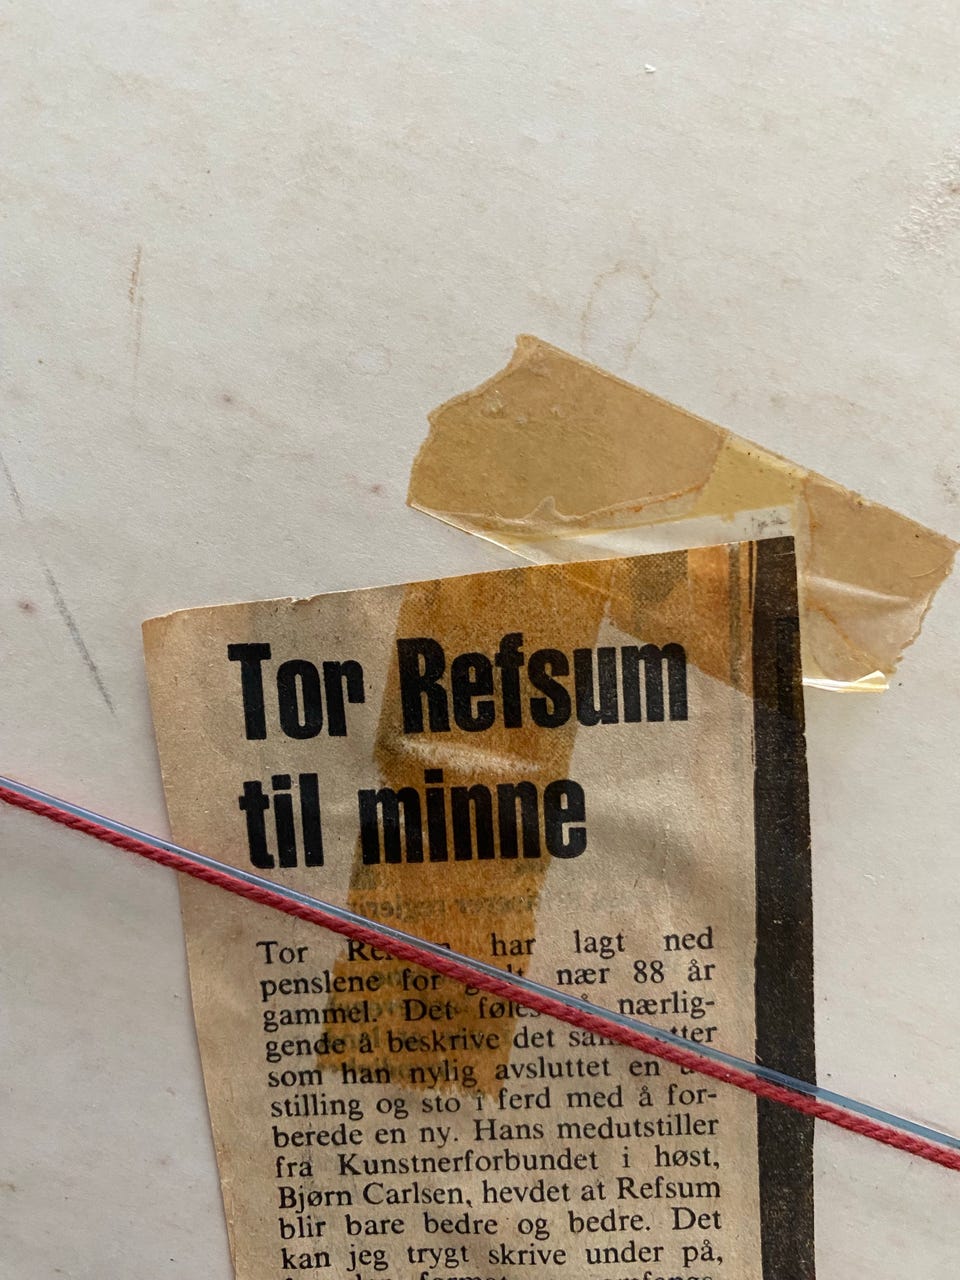 Tor Refsum
til minne
Tor har lagt ned
penslene for nær 88 år
gammel. Det føles nærlig-
gende å beskrive det
som han nylig avsluttet en
stilling og sto i ferd med å for-
berede en ny. Hans medutstiller
fra Kunstnerforbundet i høst,
Bjørn Carlsen, hevdet at Refsum
blir bare bedre og bedre. Det
kan jeg trygt skrive under på,